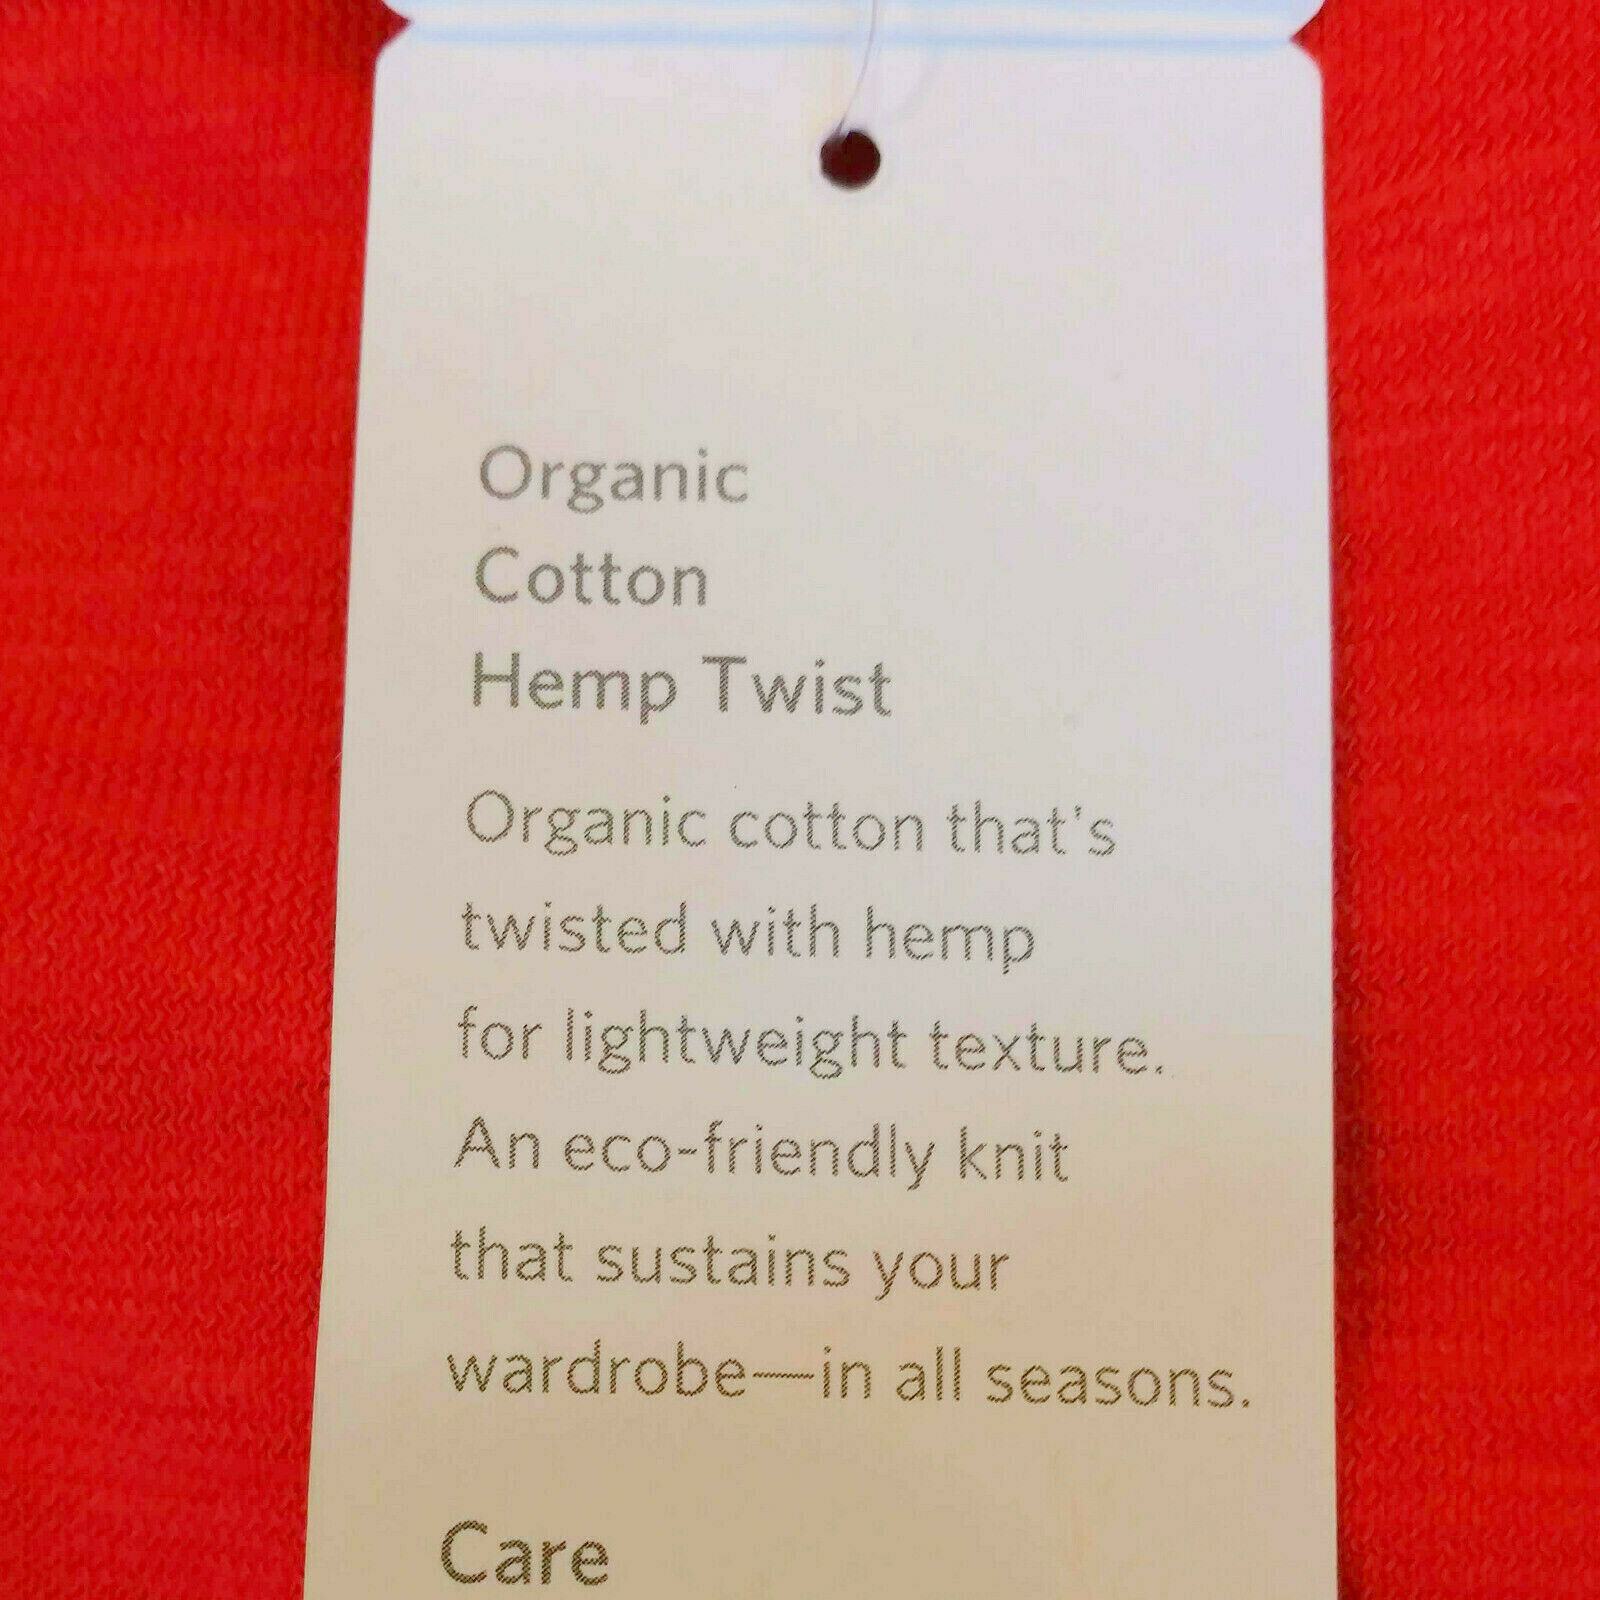 Organic
Cotton
Hemp Twist
Organic cotton that's
twisted with hemp
for lightweight texture.
An eco-friendly knit
that sustains your
wardrobe—in all seasons.
Care